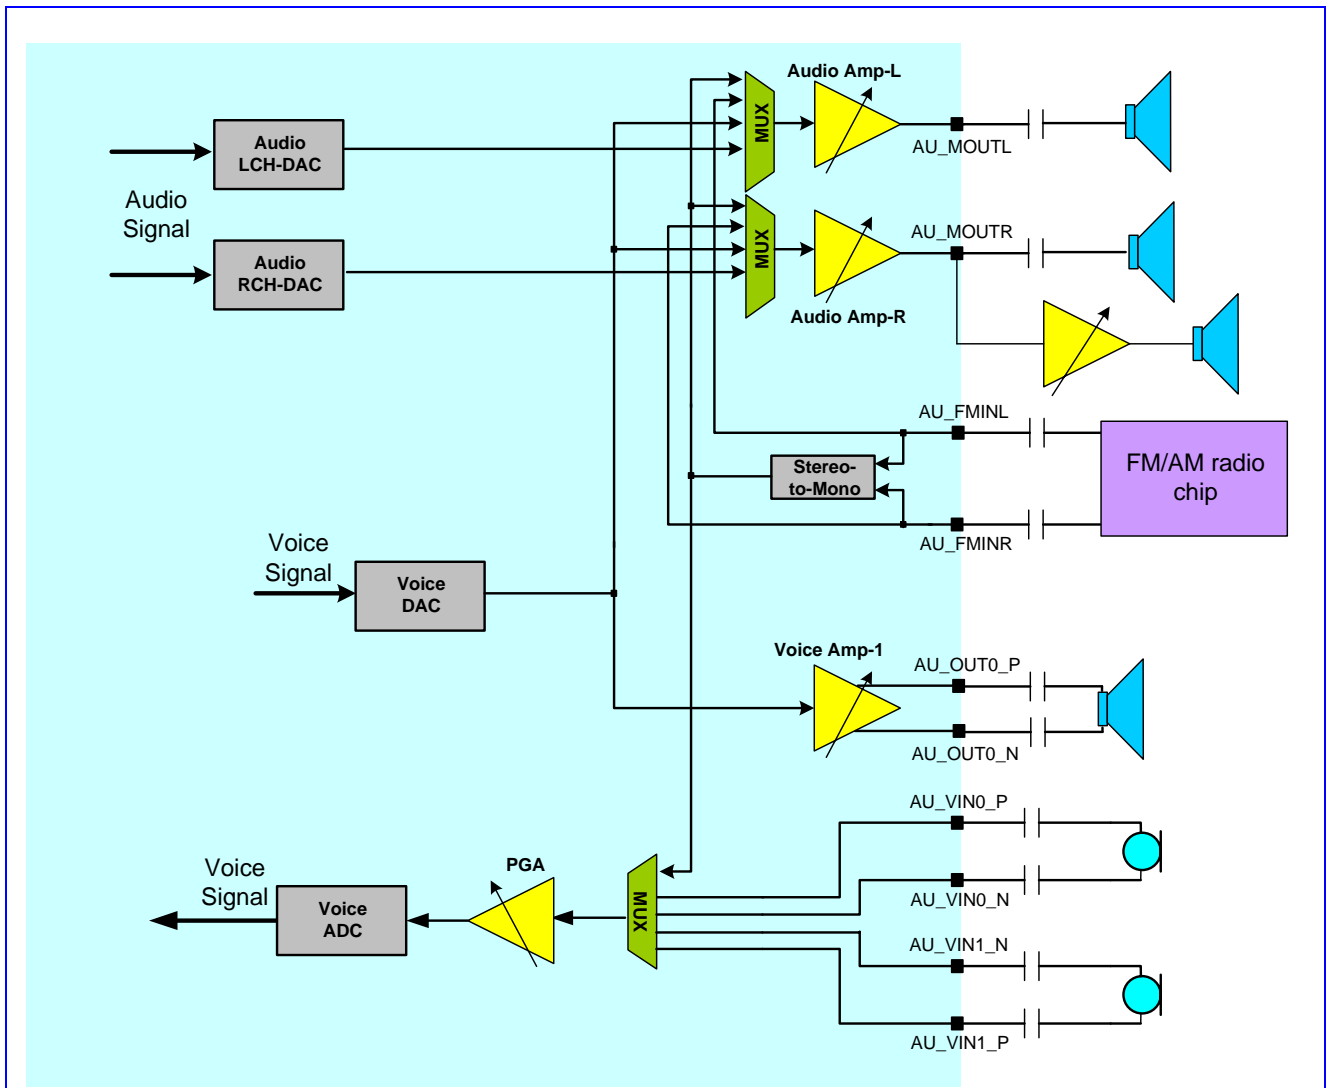 Audio Amp-L
MUX
AU_MOUTL
Audio
LCH-DAC
Audio
Signal
Audio
RCH-DAC
MUX
AU_MOUTR
Audio Amp-R
AU_FMINL
Stereo-
to-Mono
FM/AM radio
chip
AU_FMINR
Voice
Signal
Voice
DAC
Voice Amp-1
AU_OUT0_P
AU_OUT0_N
AU_VIN0_P
PGA
Voice
Signal
Voice
ADC
MUX
AU_VIN0_N
AU_VIN1_N
AU_VIN1_P